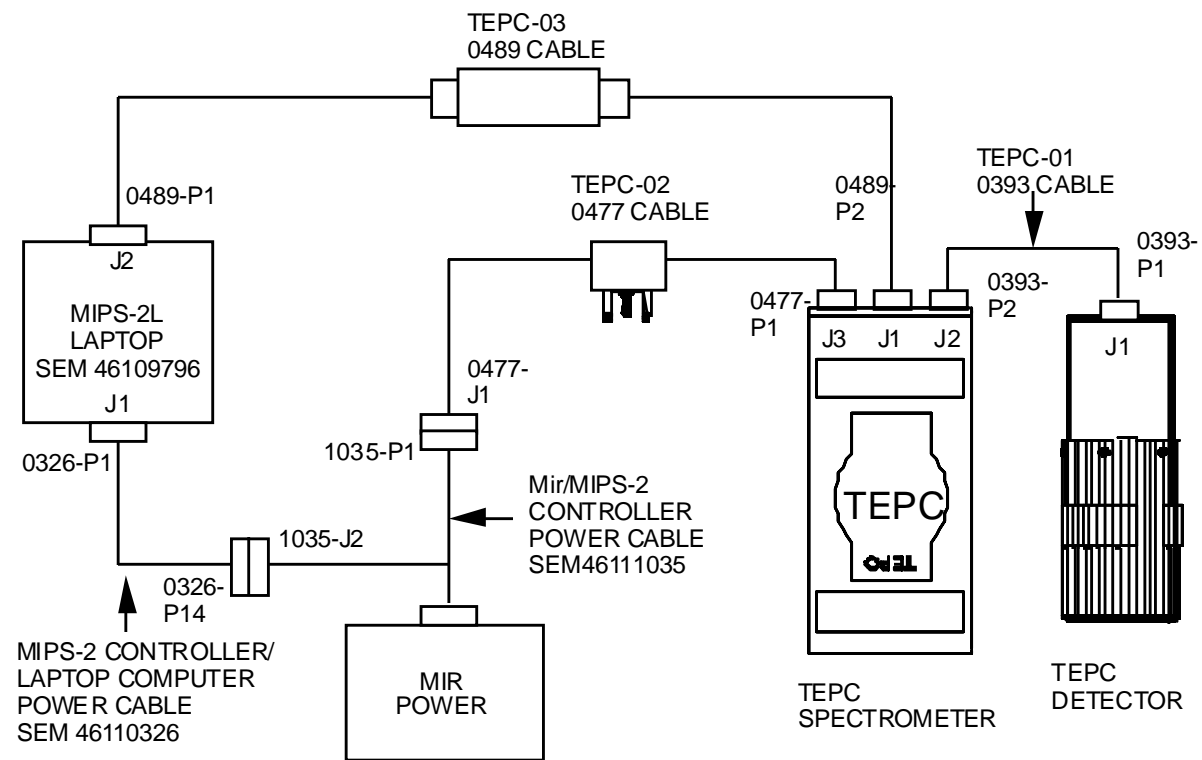 TEPC-03
0489 CABLE
TEPC-01
0393 CABLE
TEPC-02
0477 CABLE
0489-P1
0489-
P2
0393-
P1
J2
MIPS-2L
LAPTOP
SEM 46109796
J1
0477-
P1
0393-
P2
J3 J1 J2
J1
0477-
J1
0326-P1
1035-P1
Mir/MIPS-2
CONTROLLER
POWER CABLE
SEM46111035
TEPC
TEPC
1035-J2
0326-
P14
MIPS-2 CONTROLLER/
LAPTOP COMPUTER
POWER CABLE
SEM 46110326
MIR
POWER
TEPC
SPECTROMETER
TEPC
DETECTOR